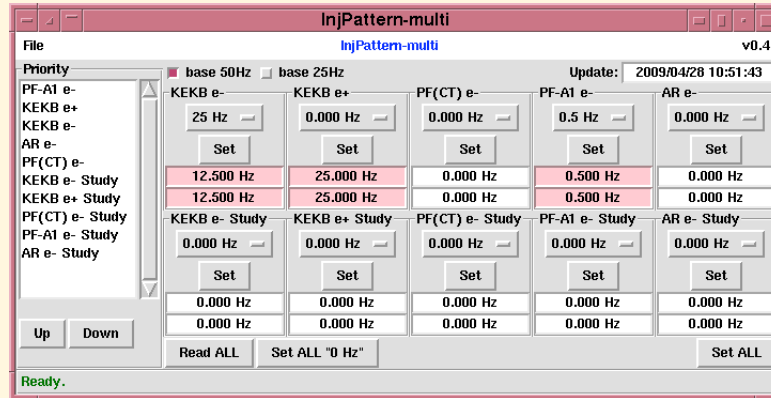 InjPattern-multi
File InjPattern-multi v0.4
Priority
PF-A1 e-
KEKB e+
KEKB e-
AR e-
PF(CT) e-
KEKB e- Study
KEKB e+ Study
PF(CT) e- Study
PF-A1 e- Study
AR e- Study
Up Down
base 50Hz base 25Hz Update: 2009/04/28 10:51:43
KEKB e- KEKB e+ PF(CT) e- PF-A1 e- AR e-
25 Hz 0.000 Hz 0.000 Hz 0.5 Hz 0.000 Hz
Set Set Set Set Set
12.500 Hz 25.000 Hz 0.000 Hz 0.500 Hz 0.000 Hz
12.500 Hz 25.000 Hz 0.000 Hz 0.500 Hz 0.000 Hz
KEKB e- Study KEKB e+ Study PF(CT) e- Study PF-A1 e- Study AR e- Study
0.000 Hz 0.000 Hz 0.000 Hz 0.000 Hz 0.000 Hz
Set Set Set Set Set
0.000 Hz 0.000 Hz 0.000 Hz 0.000 Hz 0.000 Hz
0.000 Hz 0.000 Hz 0.000 Hz 0.000 Hz 0.000 Hz
Read ALL Set ALL "0 Hz" Set ALL
Ready.